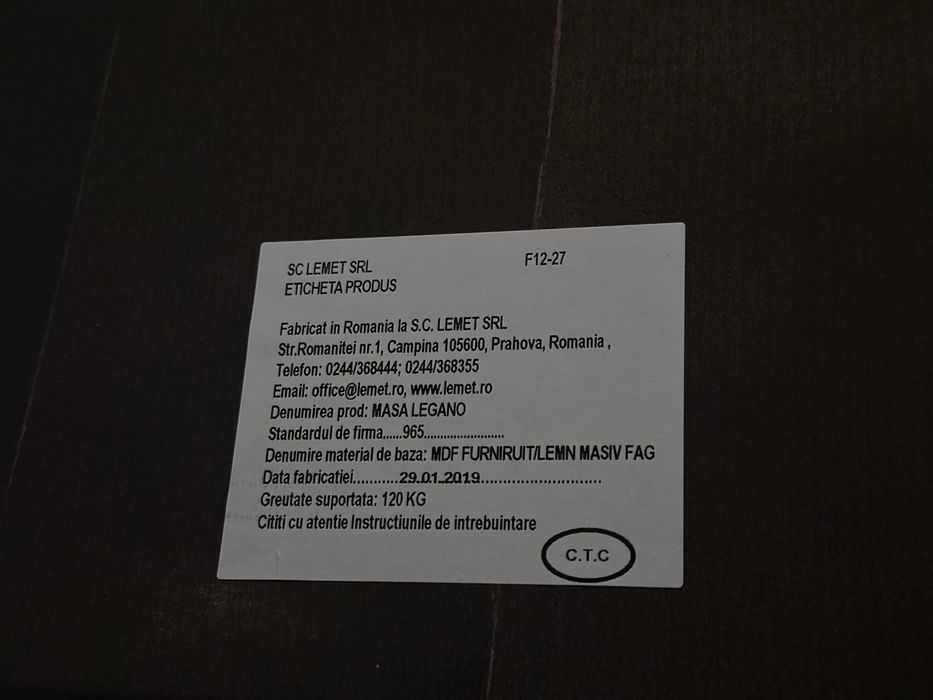 SC LEMET SRL F12-27
ETICHETA PRODUS
Fabricat in Romania la S.C. LEMET SRL
Str.Romanitei nr.1, Campina 105600, Prahova, Romania ,
Telefon: 0244/368444; 0244/368355
Email: office@lemet.ro, www.lemet.ro
Denumirea prod: MASA LEGANO
Standardul de firma......965........................
Denumire material de baza: MDF FURNIRUIT/LEMN MASIV FAG
Data fabricatiei...........29.01.2019.............................
Greutate suportata: 120 KG
Cititi cu atentie Instructiunile de intrebuintare
C.T.C